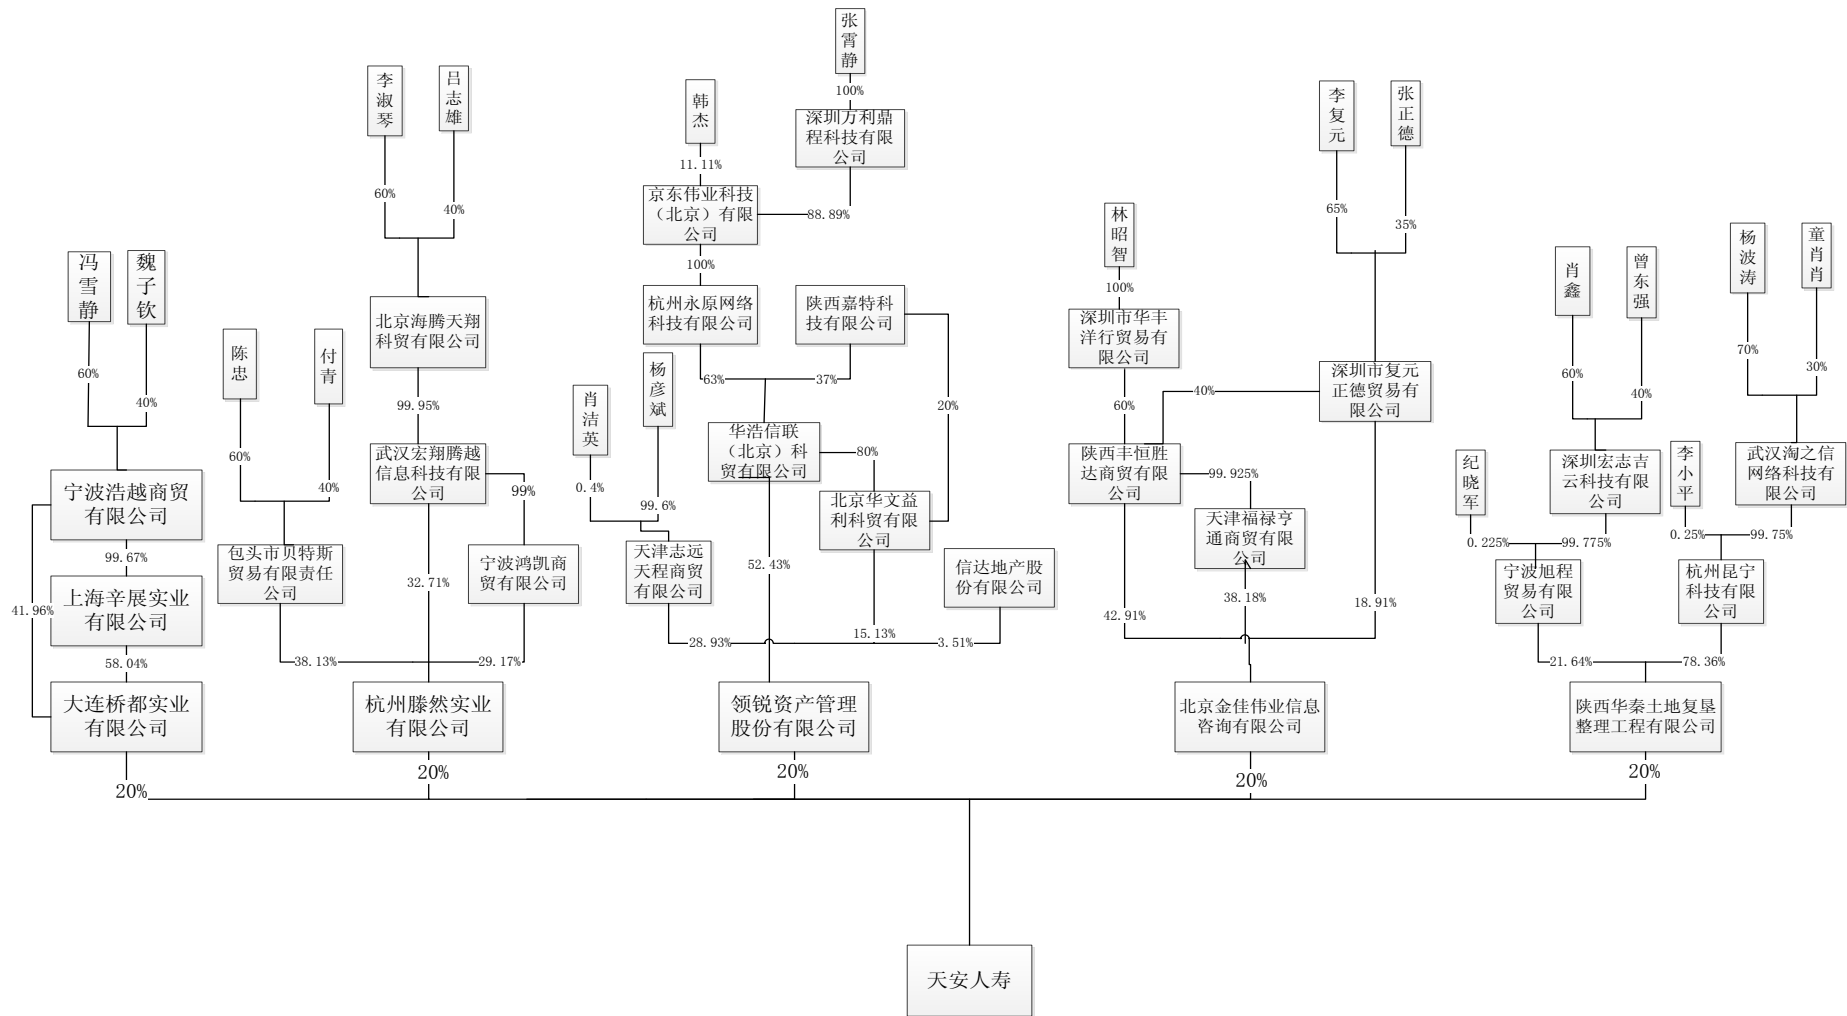 张霄静
100%
深圳万利鼎
程科技有限
公司
李淑琴
吕志雄
60%
40%
韩杰
11.11%
京东伟业科技
（北京）有限
公司
88.89%
100%
李复元
张正德
65%
35%
林昭智
100%
冯雪静
魏子钦
60%
40%
北京海腾天翔
科贸有限公司
99.95%
陈忠
付青
60%
40%
杭州永原网络
科技有限公司
陕西嘉特科
技有限公司
63%
37%
20%
肖洁英
杨彦斌
0.4%
99.6%
深圳市华丰
洋行贸易有
限公司
60%
深圳市复元
正德贸易有
限公司
40%
肖鑫
曾东强
60%
40%
杨波涛
童肖肖
70%
30%
宁波浩越商贸
有限公司
99.67%
41.96%
武汉宏翔腾越
信息科技有限
公司
99%
32.71%
华浩信联
（北京）科
贸有限公司
80%
52.43%
北京华文益
利科贸有限
公司
陕西丰恒胜
达商贸有限
公司
99.925%
天津福禄亨
通商贸有限
公司
纪晓军
深圳宏志吉
云科技有限
公司
0.225%
99.775%
李小平
武汉淘之信
网络科技有
限公司
0.25%
99.75%
上海辛展实业
有限公司
58.04%
包头市贝特斯
贸易有限责任
公司
宁波鸿凯商
贸有限公司
38.13%
29.17%
天津志远
天程商贸
有限公司
信达地产股
份有限公司
28.93%
15.13%
3.51%
42.91%
38.18%
18.91%
宁波旭程
贸易有限
公司
杭州昆宁
科技有限
公司
21.64%
78.36%
大连桥都实业
有限公司
杭州滕然实业
有限公司
领锐资产管理
股份有限公司
北京金佳伟业信息
咨询有限公司
陕西华秦土地复垦
整理工程有限公司
20%
20%
20%
20%
20%
天安人寿